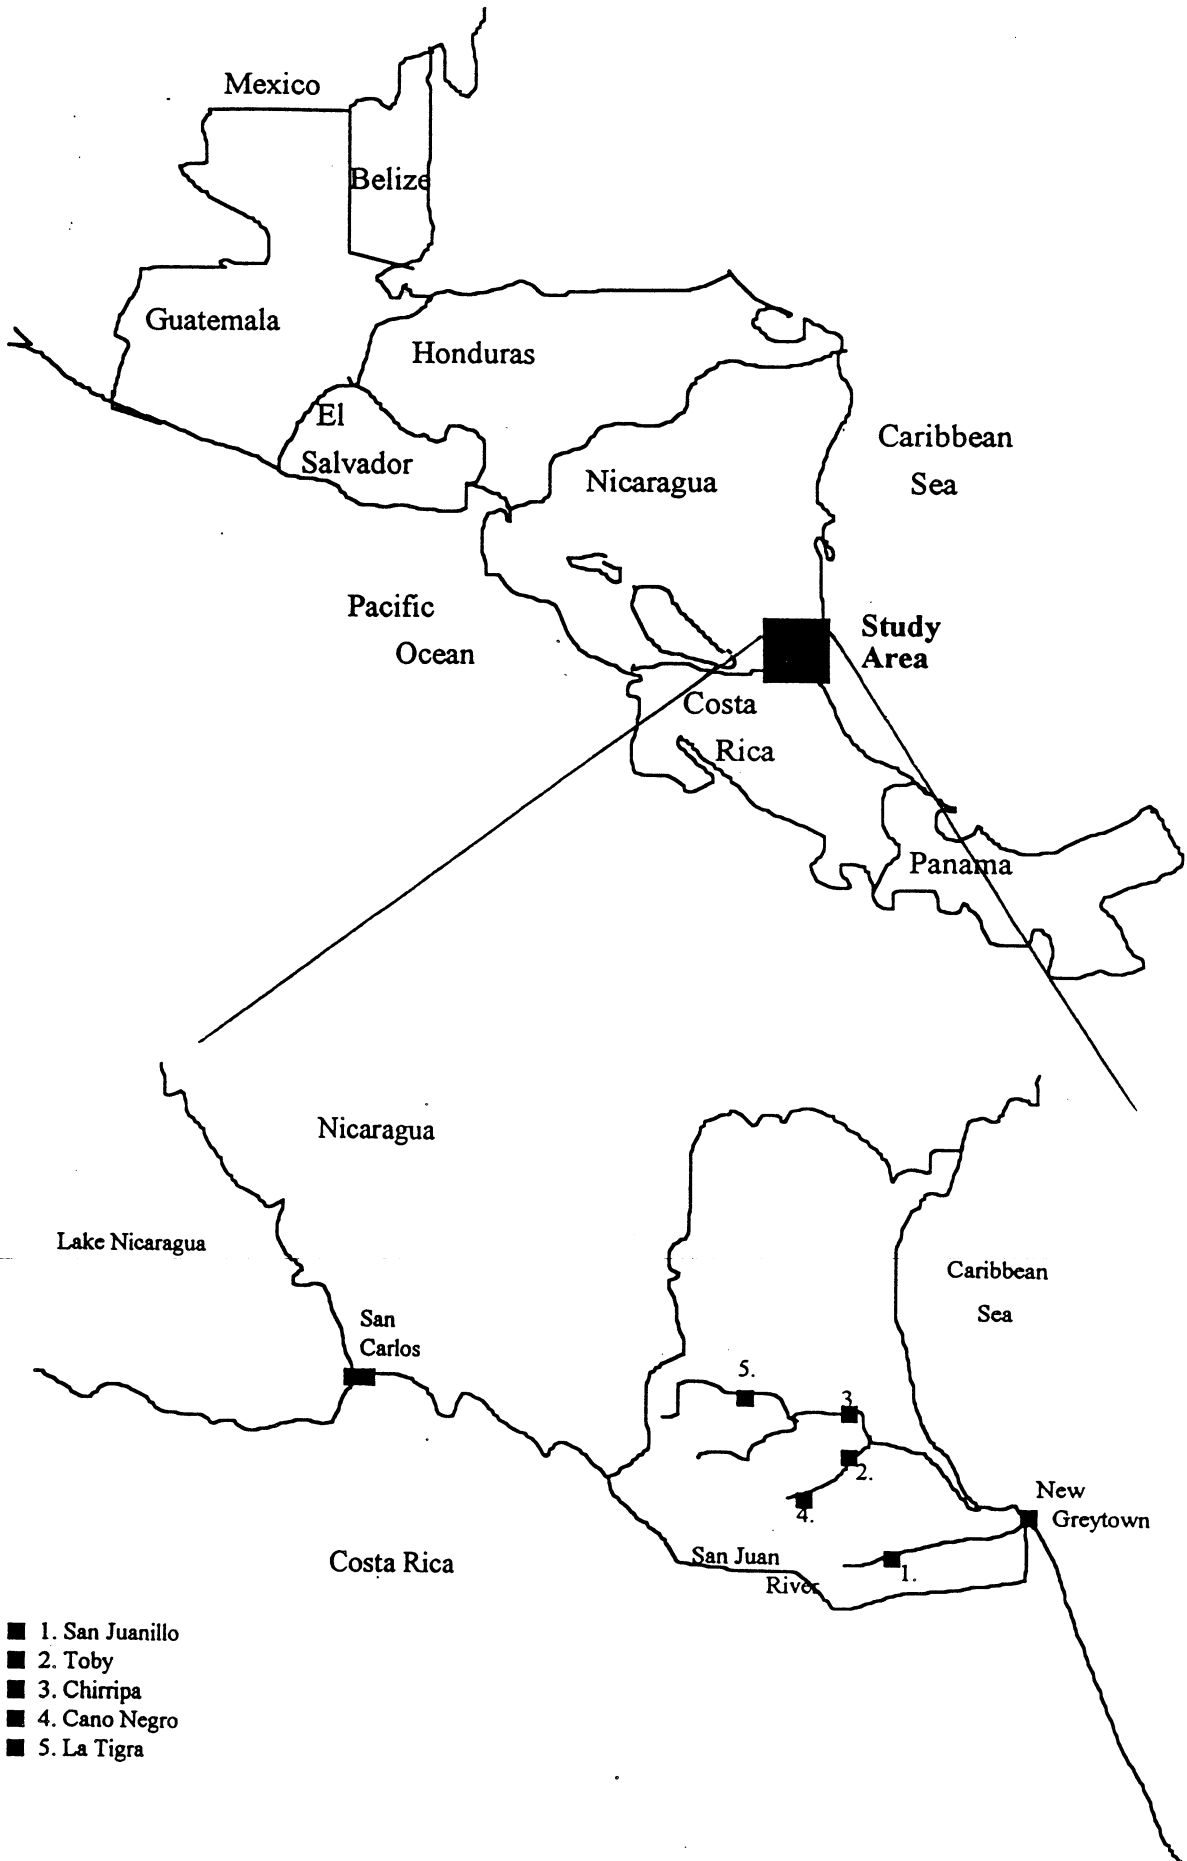 Mexico
Belize
Guatemala
Honduras
El
Salvador
Caribbean
Sea
Nicaragua
Pacific
Ocean
Study
Area
Costa
Rica
Panama
Nicaragua
Lake Nicaragua
Caribbean
Sea
San
Carlos
5.
3.
2.
4.
New
Greytown
San Juan
River
1.
Costa Rica
1. San Juanillo
2. Toby
3. Chirripa
4. Cano Negro
5. La Tigra